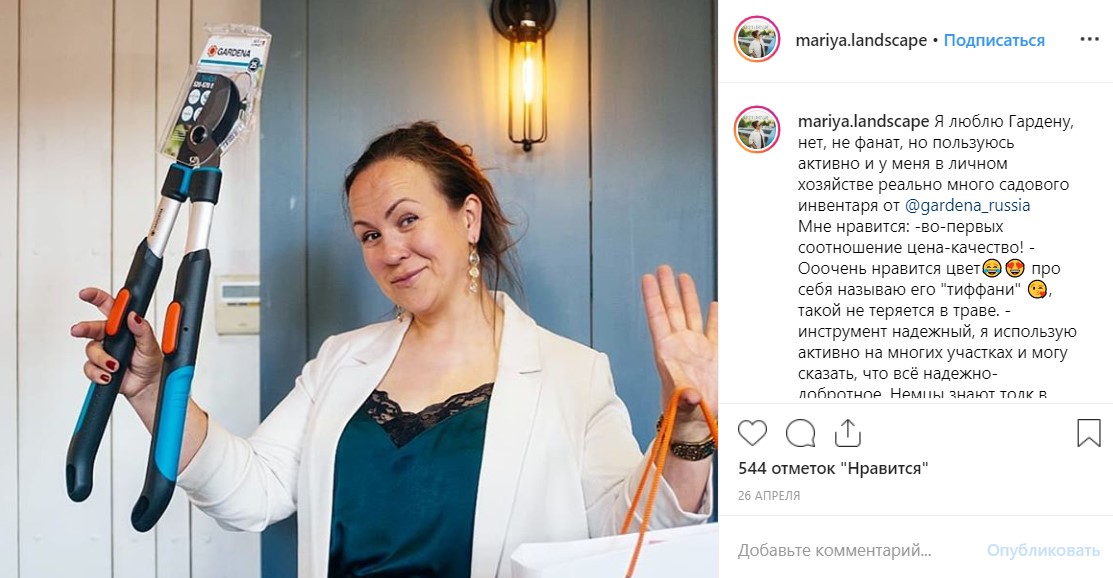 GARDENA
mariya.landscape • Подписаться
mariya.landscape Я люблю Гардену,
нет, не фанат, но пользуюсь
активно и у меня в личном
хозяйстве реально много садового
инвентаря от @gardena_russia
Мне нравится: -во-первых
соотношение цена-качество! -
Ооочень нравится цвет😂😍 про
себя называю его "тиффани" 😘,
такой не теряется в траве. -
инструмент надежный, я использую
активно на многих участках и могу
сказать, что всё надежно-
добротное. Немцы знают толк в
544 отметок "Нравится"
26 АПРЕЛЯ
Добавьте комментарий...
Опубликовать